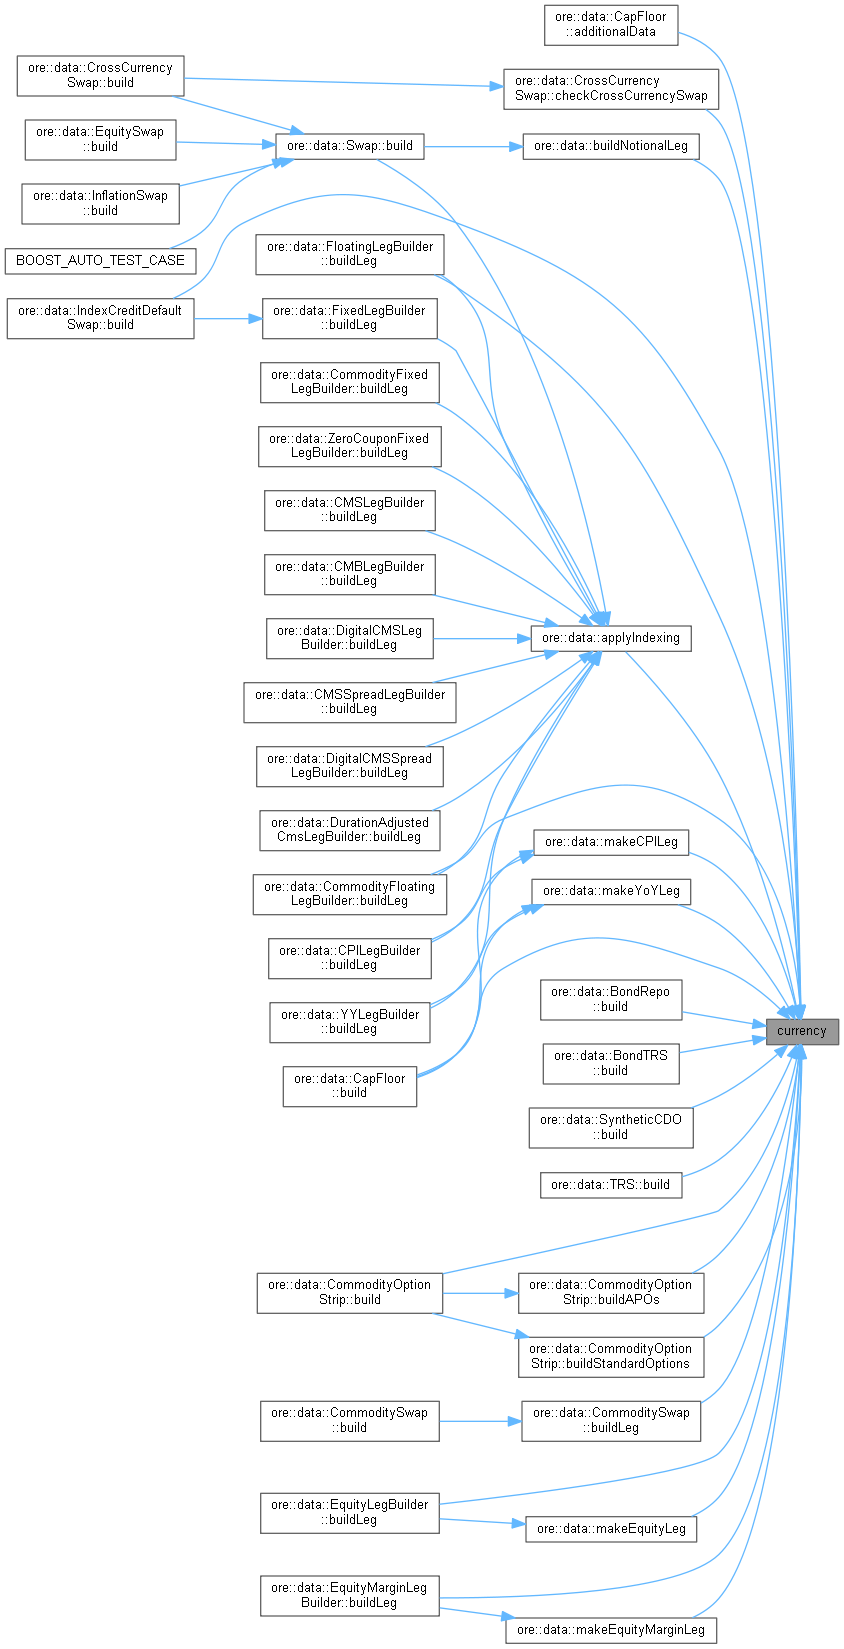 ore::data::CapFloor
::additionalData
ore::data::CrossCurrency
Swap::build
ore::data::CrossCurrency
Swap::checkCrossCurrencySwap
ore::data::EquitySwap
::build
ore::data::Swap::build
ore::data::buildNotionalLeg
ore::data::InflationSwap
::build
BOOST_AUTO_TEST_CASE
ore::data::FloatingLegBuilder
::buildLeg
ore::data::IndexCreditDefault
Swap::build
ore::data::FixedLegBuilder
::buildLeg
ore::data::CommodityFixed
LegBuilder::buildLeg
ore::data::ZeroCouponFixed
LegBuilder::buildLeg
ore::data::CMSLegBuilder
::buildLeg
ore::data::CMBLegBuilder
::buildLeg
ore::data::DigitalCMSLeg
Builder::buildLeg
ore::data::applyIndexing
ore::data::CMSSpreadLegBuilder
::buildLeg
ore::data::DigitalCMSSpread
LegBuilder::buildLeg
ore::data::DurationAdjusted
CmsLegBuilder::buildLeg
ore::data::makeCPILeg
ore::data::CommodityFloating
LegBuilder::buildLeg
ore::data::makeYoYLeg
ore::data::CPILegBuilder
::buildLeg
ore::data::BondRepo
::build
ore::data::YYLegBuilder
::buildLeg
currency
ore::data::BondTRS
::build
ore::data::CapFloor
::build
ore::data::SyntheticCDO
::build
ore::data::TRS::build
ore::data::CommodityOption
Strip::build
ore::data::CommodityOption
Strip::buildAPOs
ore::data::CommodityOption
Strip::buildStandardOptions
ore::data::CommoditySwap
::build
ore::data::CommoditySwap
::buildLeg
ore::data::EquityLegBuilder
::buildLeg
ore::data::makeEquityLeg
ore::data::EquityMarginLeg
Builder::buildLeg
ore::data::makeEquityMarginLeg